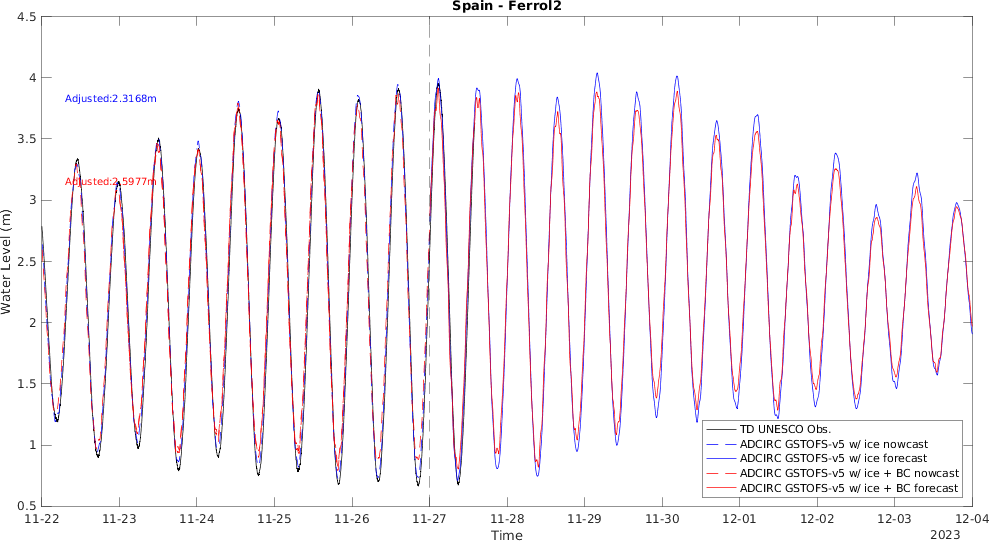 Spain - Ferrol2
4.5
4
3.5
3
2.5
2
1.5
1
0.5
Water Level (m)
Adjusted:2.3168m
Adjusted:2.5977m
TD UNESCO Obs.
ADCIRC GSTOFS-v5 w/ ice nowcast
ADCIRC GSTOFS-v5 w/ ice forecast
ADCIRC GSTOFS-v5 w/ ice + BC nowcast
ADCIRC GSTOFS-v5 w/ ice + BC forecast
11-22 11-23 11-24 11-25 11-26 11-27 11-28 11-29 11-30 12-01 12-02 12-03 12-04
Time
2023